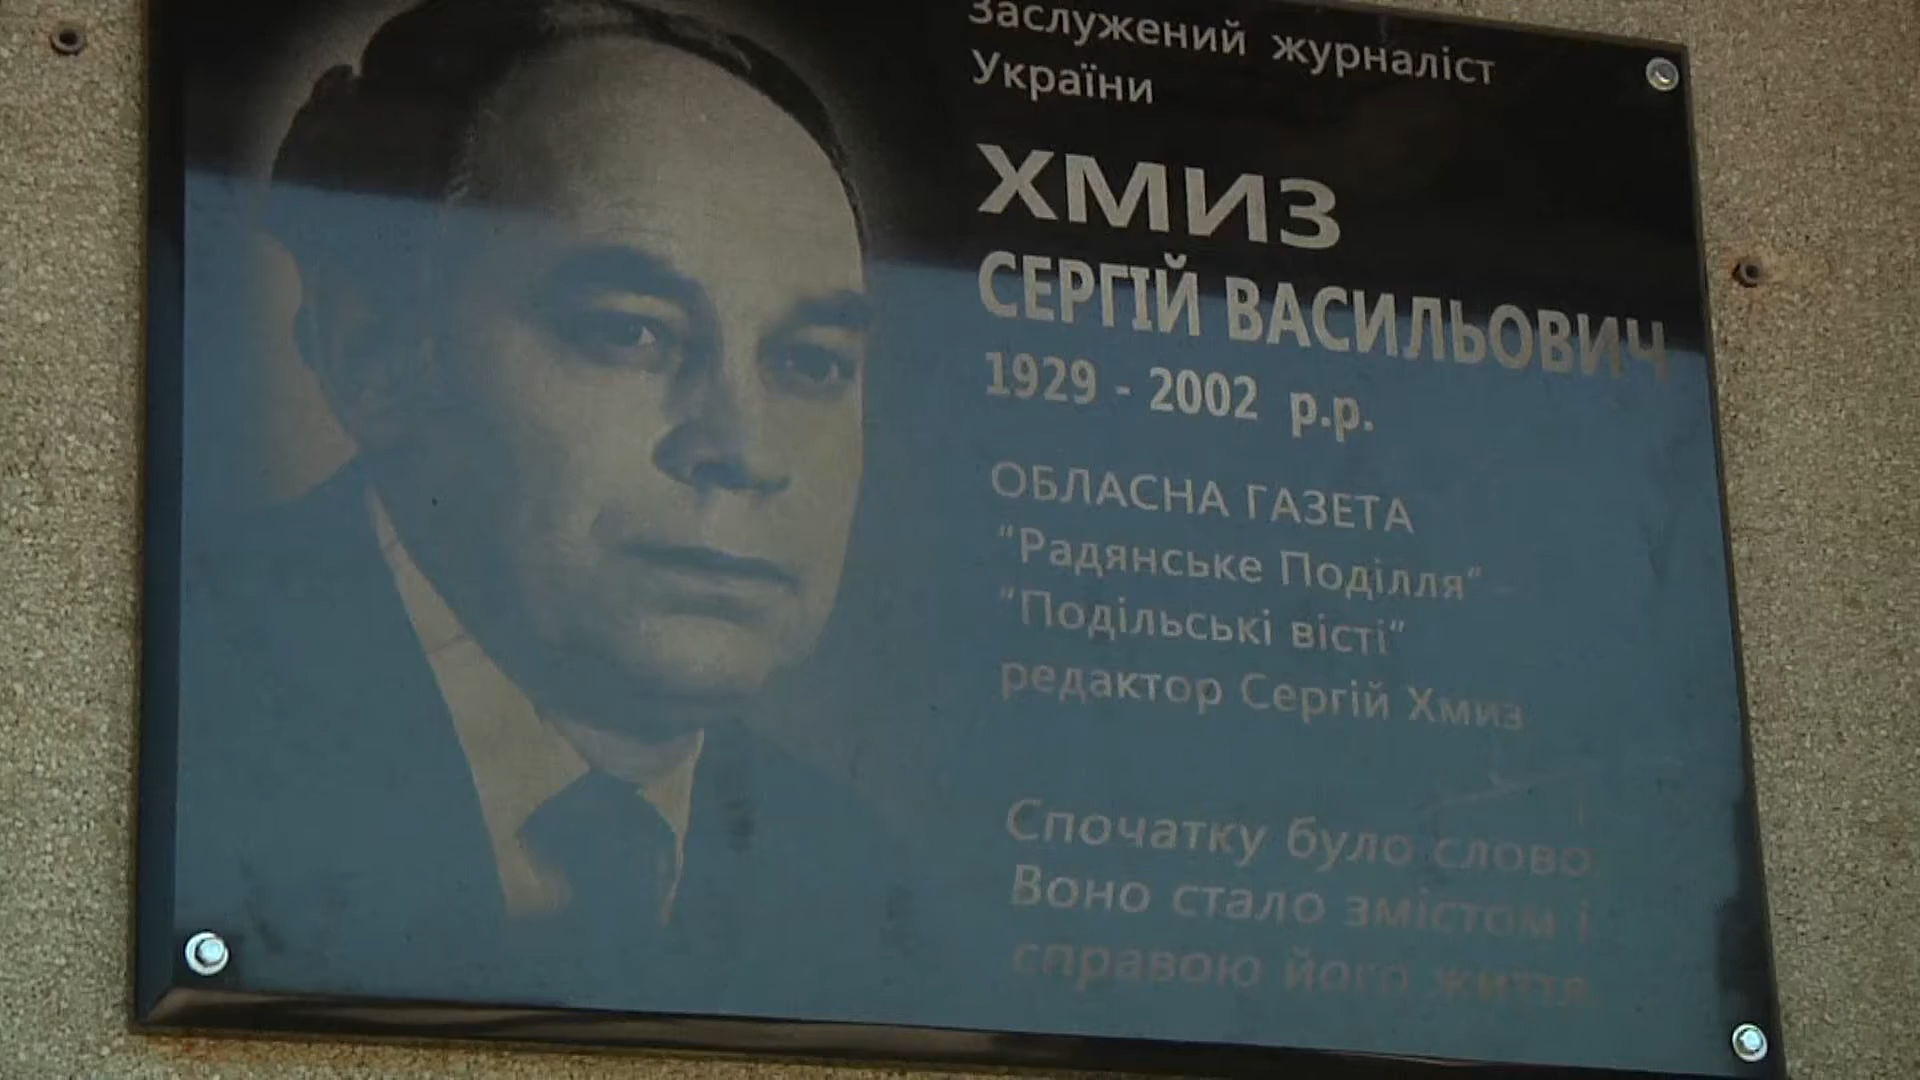 Заслужений журналіст
України
ХМИЗ
СЕРГІЙ ВАСИЛЬОВИЧ
1929 - 2002 р.р.
ОБЛАСНА ГАЗЕТА
“Радянське Поділля“
“Подільські вісті“
редактор Сергій Хмиз
Спочатку було слово.
Воно стало змістом і
справою його життя.